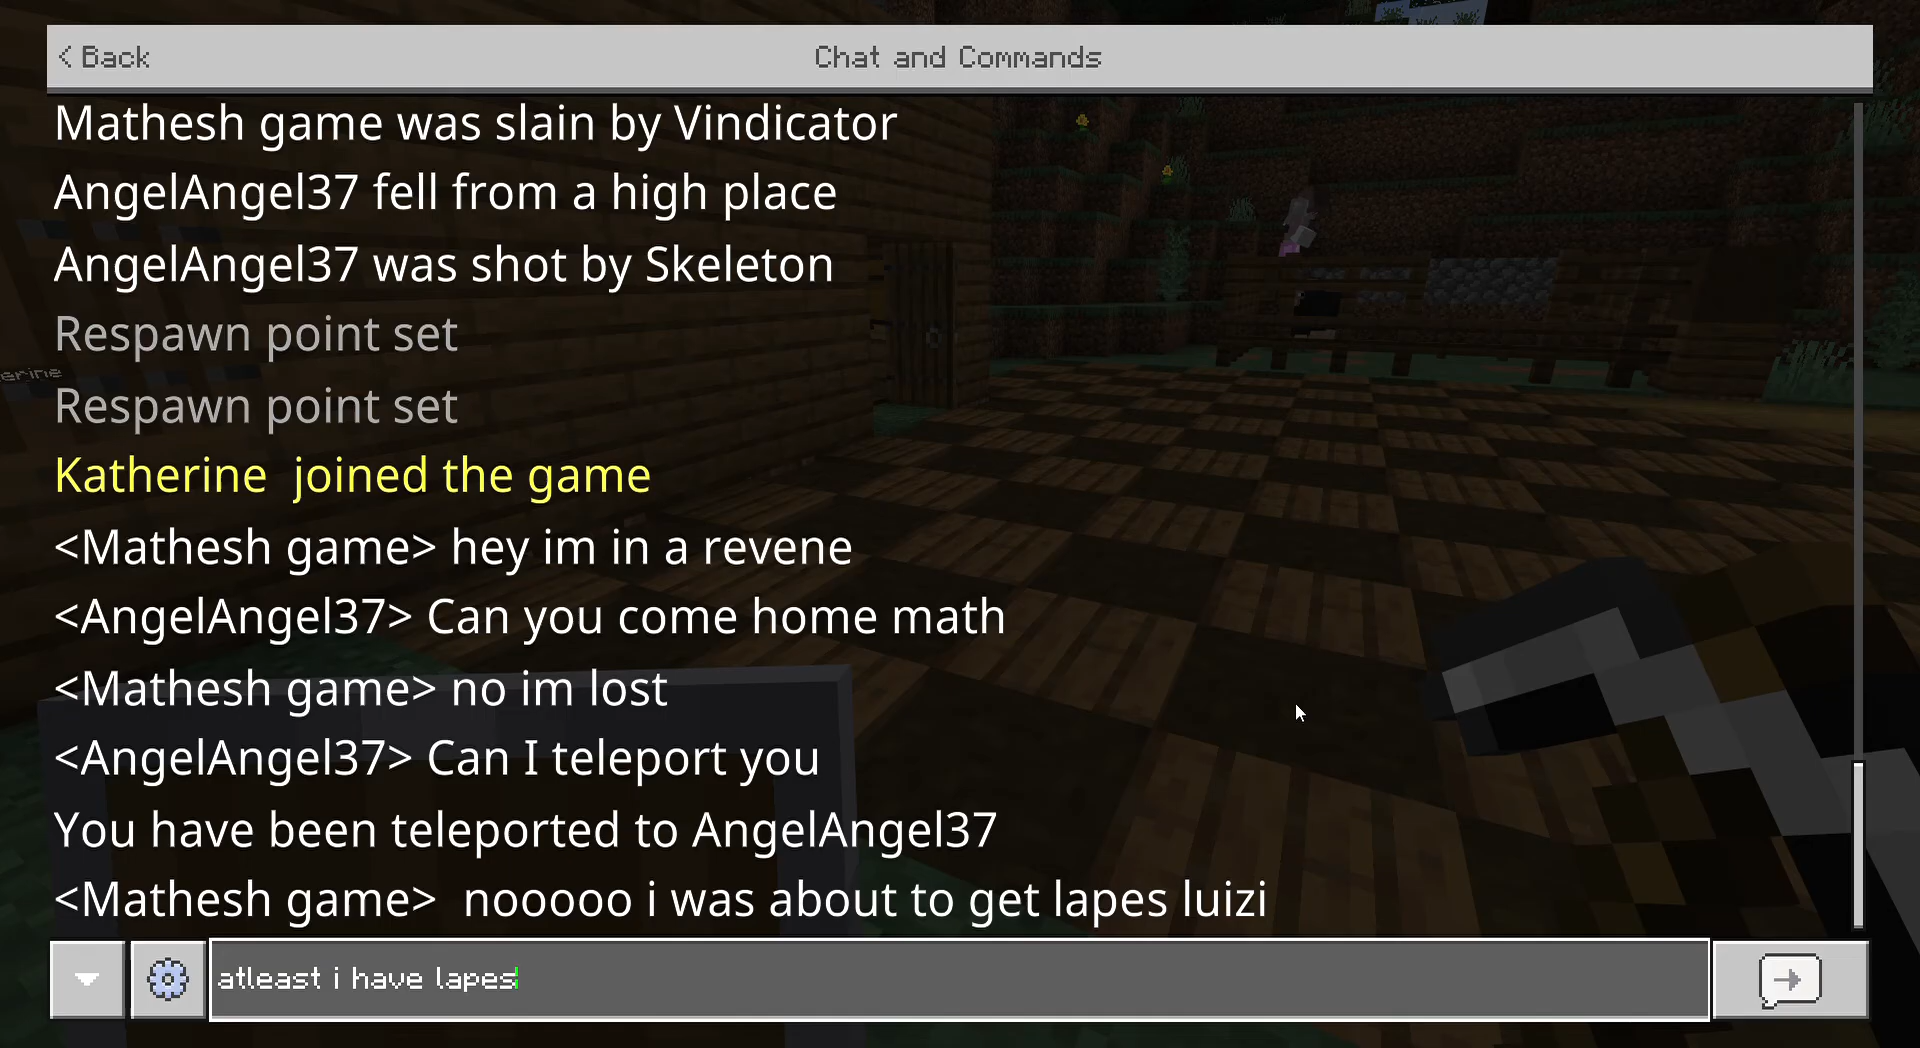 Back
Chat and Commands
Mathesh game was slain by Vindicator
AngelAngel37 fell from a high place
AngelAngel37 was shot by Skeleton
Respawn point set
erine
Respawn point set
Katherine  joined the game
<Mathesh game> hey im in a revene
<AngelAngel37> Can you come home math
<Mathesh game> no im lost
<AngelAngel37> Can I teleport you
You have been teleported to AngelAngel37
<Mathesh game>  nooooo i was about to get lapes luizi
atleast i have lapes